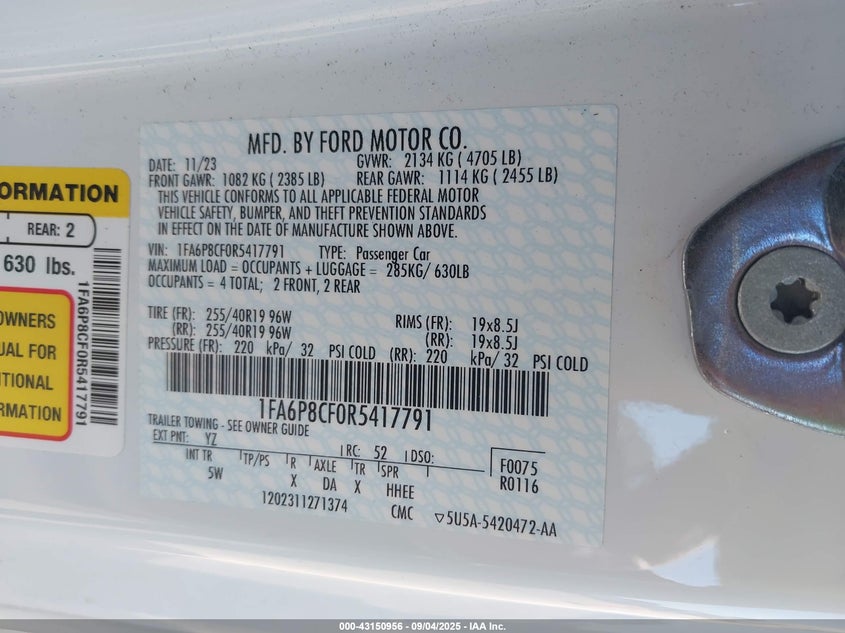 MFD. BY FORD MOTOR CO.
DATE: 11/23 GVWR: 2134 KG ( 4705 LB)
FRONT GAWR: 1082 KG ( 2385 LB) REAR GAWR: 1114 KG ( 2455 LB)
THIS VEHICLE CONFORMS TO ALL APPLICABLE FEDERAL MOTOR
VEHICLE SAFETY, BUMPER, AND THEFT PREVENTION STANDARDS
IN EFFECT ON THE DATE OF MANUFACTURE SHOWN ABOVE.
VIN: 1FA6P8CF0R5417791 TYPE: Passenger Car
MAXIMUM LOAD = OCCUPANTS + LUGGAGE = 285KG/ 630LB
OCCUPANTS = 4 TOTAL; 2 FRONT, 2 REAR
TIRE (FR): 255/40R19 96W RIMS (FR): 19x8.5J
(RR): 255/40R19 96W (RR): 19x8.5J
PRESSURE (FR): 220 kPa/ 32 PSI COLD (RR): 220 kPa/ 32 PSI COLD
1FA6P8CF0R5417791
TRAILER TOWING - SEE OWNER GUIDE
EXT PNT: YZ RC: 52 DSO:
INT TR TP/PS R AXLE TR SPR F0075
5W X DA X HHEE R0116
1202311271374 CMC ▽5U5A-5420472-AA
ORMATION
REAR: 2
630 lbs.
1FA6P8CF0R5417791
OWNERS
UAL FOR
ITIONAL
RMATION
000-43150956 - 09/04/2025 - IAA Inc.